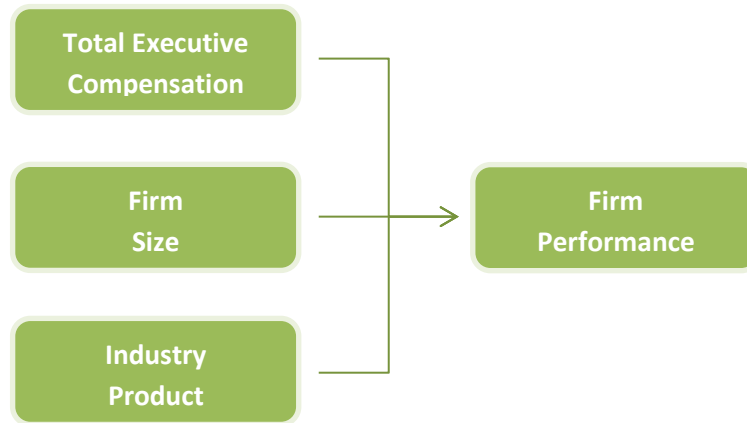 Total Executive
Compensation
Firm
Size
Firm
Performance
Industry
Product